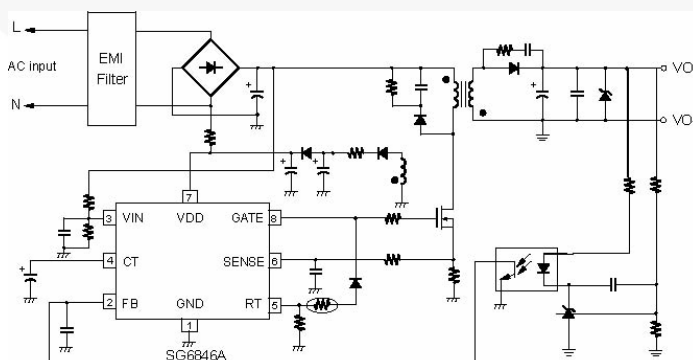 L
EMI
Filter
AC input
N
VO
VO
7
3 VIN VDD GATE 8
4 CT SENSE 6
2 FB GND RT 5
1
SG6846A